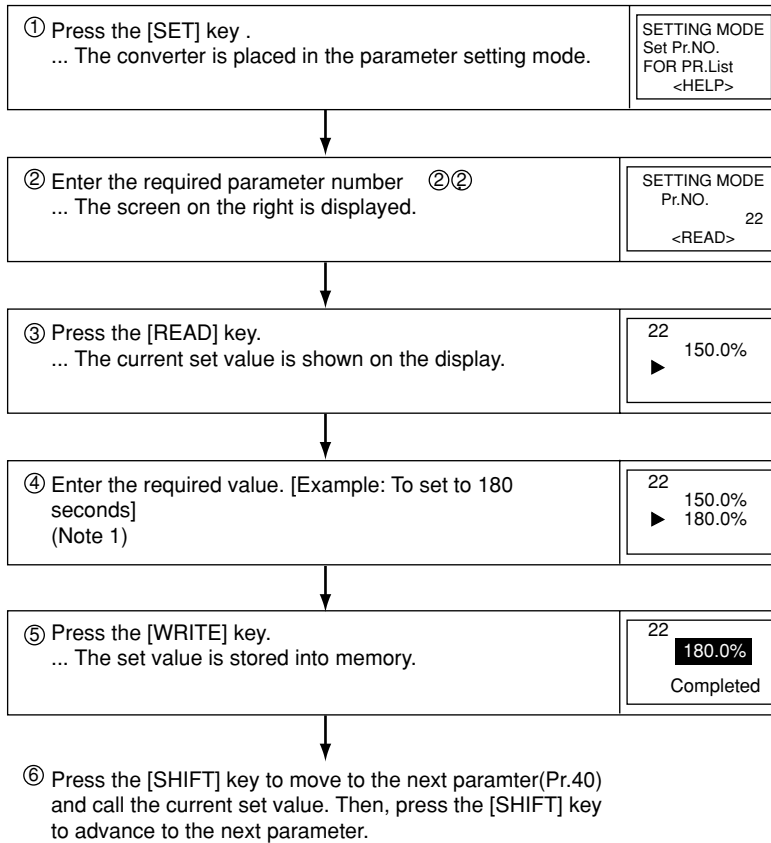 ① Press the [SET] key .
... The converter is placed in the parameter setting mode.
SETTING MODE
Set Pr.NO.
FOR PR.List
<HELP>
② Enter the required parameter number ②②
... The screen on the right is displayed.
SETTING MODE
Pr.NO.
22
<READ>
③ Press the [READ] key.
... The current set value is shown on the display.
22
150.0%
▶
④ Enter the required value. [Example: To set to 180
seconds]
(Note 1)
22
150.0%
▶ 180.0%
⑤ Press the [WRITE] key.
... The set value is stored into memory.
22
180.0%
Completed
⑥ Press the [SHIFT] key to move to the next paramter(Pr.40)
and call the current set value. Then, press the [SHIFT] key
to advance to the next parameter.